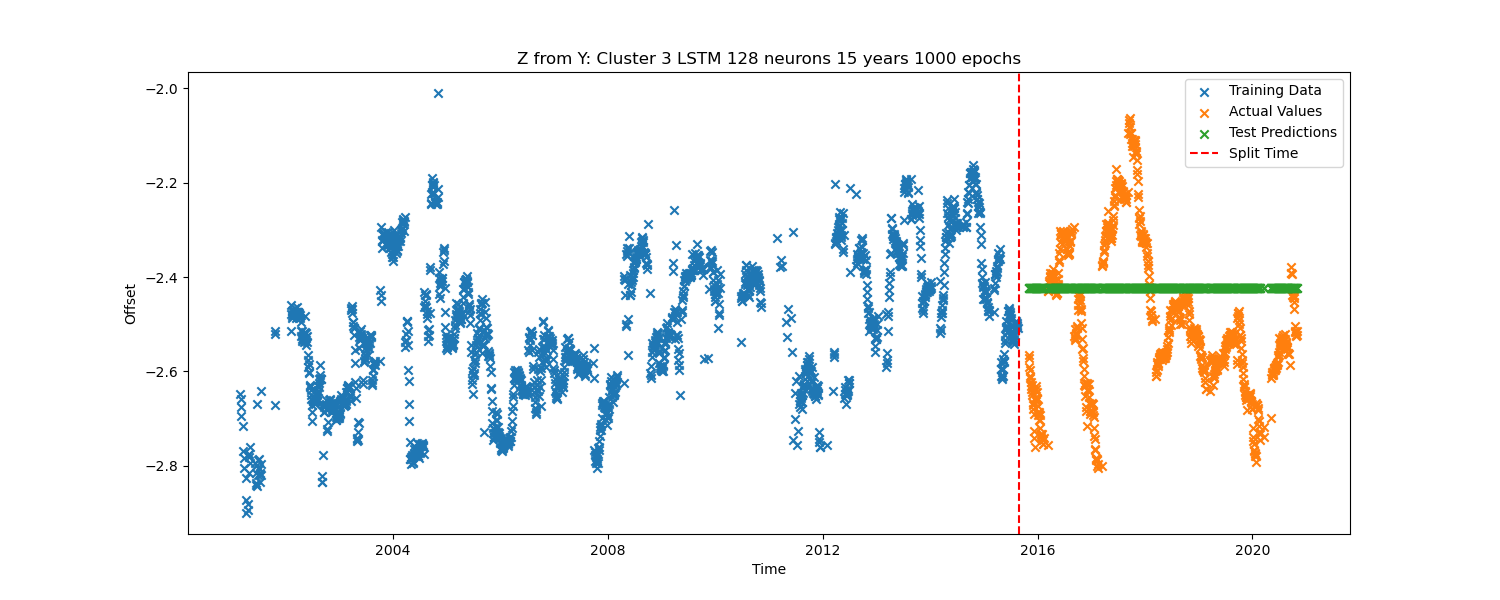 Z from Y: Cluster 3 LSTM 128 neurons 15 years 1000 epochs
Training Data
Actual Values
Test Predictions
Split Time
Offset
−2.0
−2.2
−2.4
−2.6
−2.8
2004
2008
2012
2016
2020
Time